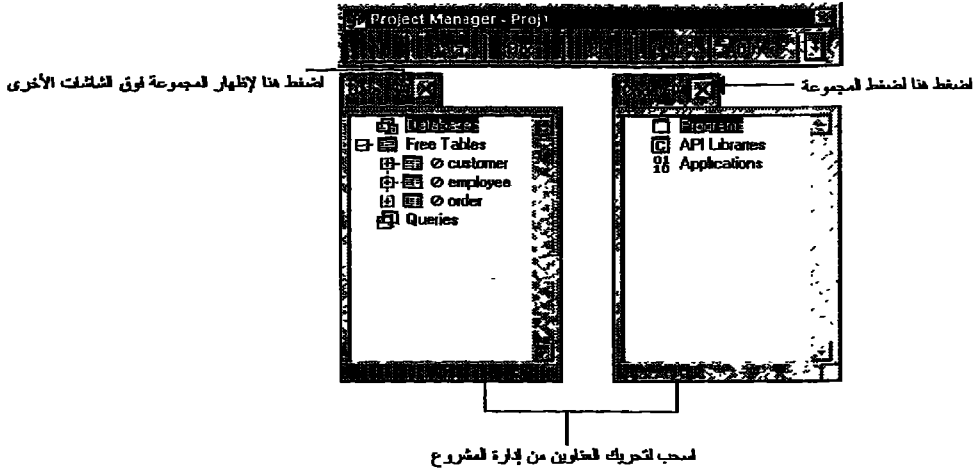 Project Manager - Proj1
اضغط هنا لإظهار المجموعة فوق الشاشات الأخرى
اضغط هنا لضغط المجموعة
Databases
Free Tables
customer
employee
order
Queries
Programs
API Libraries
Applications
اسحب لتحريك العناوين من إدارة المشروع